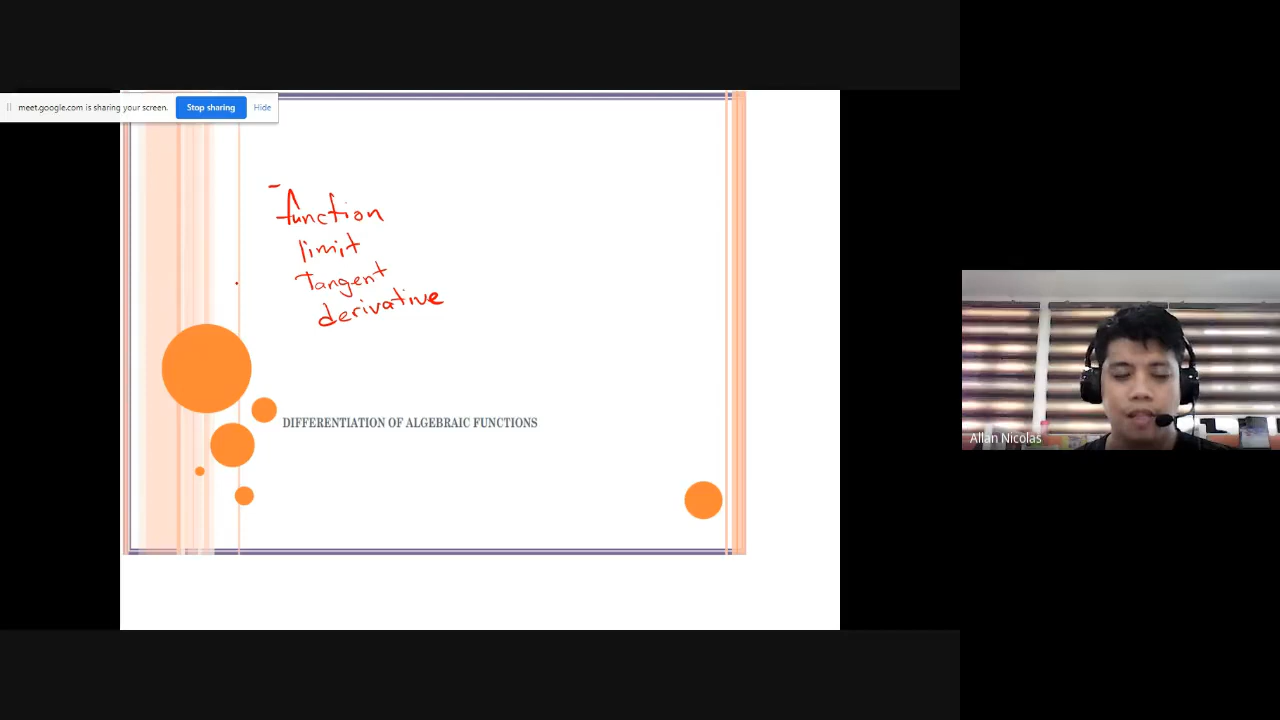 meet.google.com is sharing your screen. Stop sharing Hide
function
limit
Tangent
derivative
DIFFERENTIATION OF ALGEBRAIC FUNCTIONS
Allan Nicolas